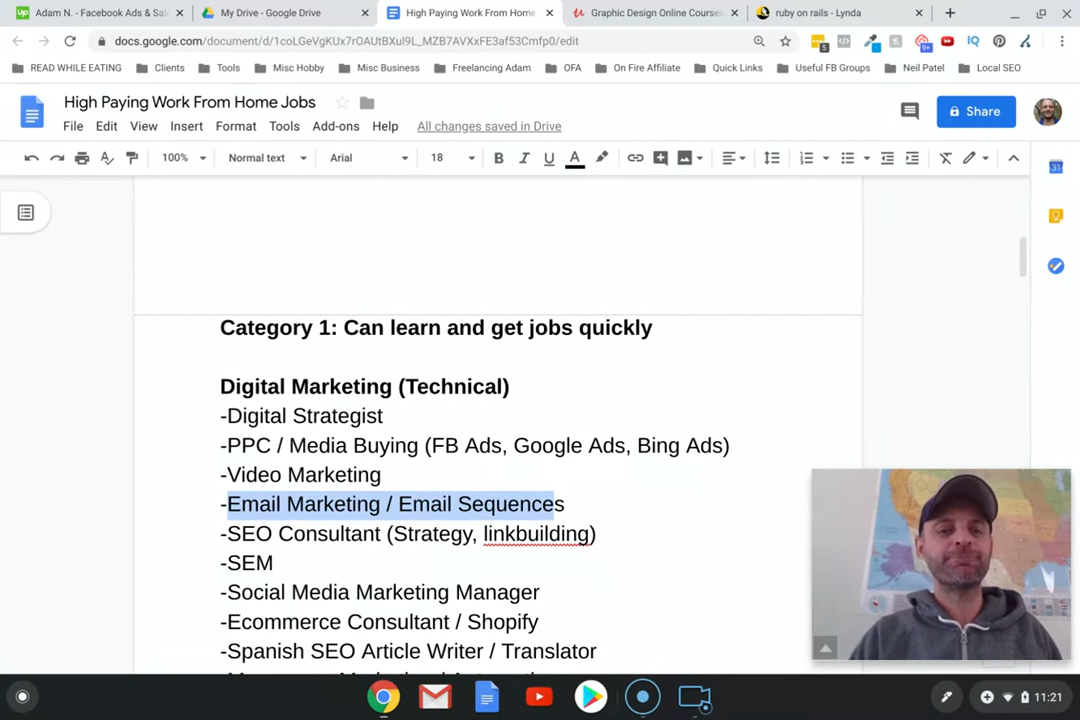 Adam N. - Facebook Ads & Sal
My Drive - Google Drive
High Paying Work From Home
Graphic Design Online Courses
ruby on rails - Lynda
docs.google.com/document/d/1coLGeVgKUx7rOAUtBXul9L_MZB7AVXxFE3af53Cmfp0/edit
READ WHILE EATING
Clients
Tools
Misc Hobby
Misc Business
Freelancing Adam
OFA
On Fire Affiliate
Quick Links
Useful FB Groups
Neil Patel
Local SEO
High Paying Work From Home Jobs
Share
File Edit View Insert Format Tools Add-ons Help All changes saved in Drive
100% Normal text Arial 18 B I U A
Category 1: Can learn and get jobs quickly
Digital Marketing (Technical)
-Digital Strategist
-PPC / Media Buying (FB Ads, Google Ads, Bing Ads)
-Video Marketing
-Email Marketing / Email Sequences
-SEO Consultant (Strategy, linkbuilding)
-SEM
-Social Media Marketing Manager
-Ecommerce Consultant / Shopify
-Spanish SEO Article Writer / Translator
11:21